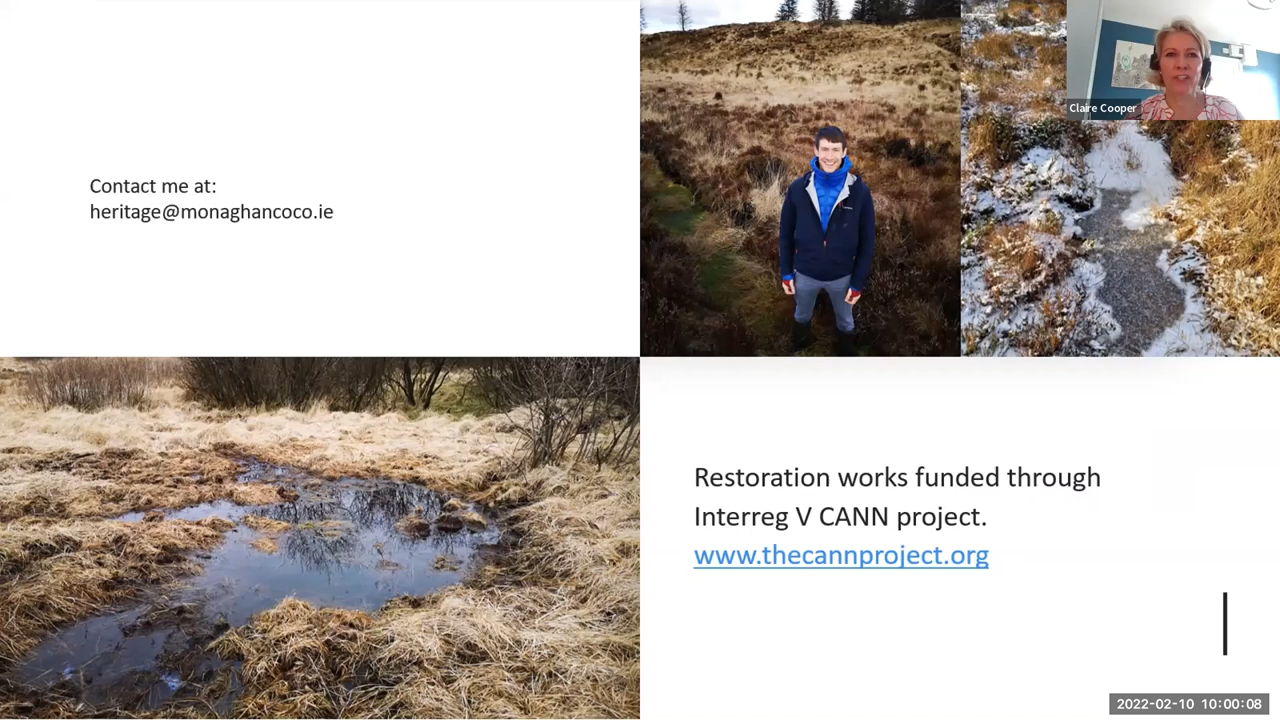 Contact me at:
heritage@monaghancoco.ie
Claire Cooper
Restoration works funded through
Interreg V CANN project.
www.thecannproject.org
2022-02-10 10:00:08